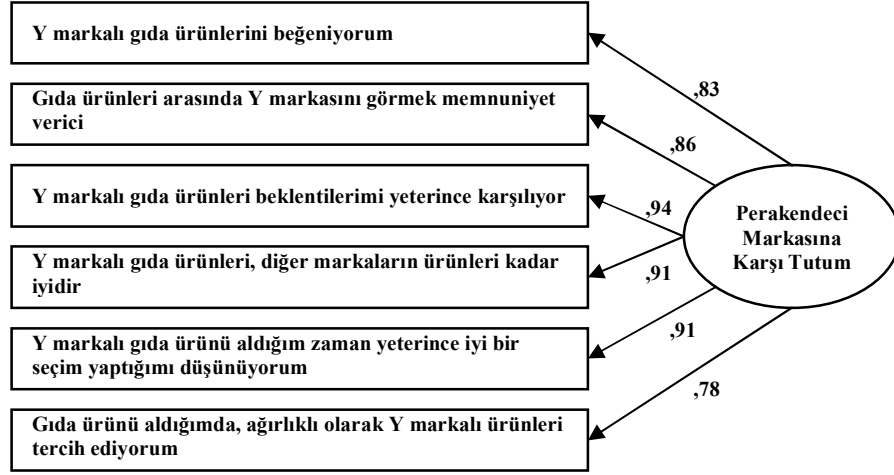 Y markalı gıda ürünlerini beğeniyorum
,83
Gıda ürünleri arasında Y markasını görmek memnuniyet
verici
,86
Y markalı gıda ürünleri beklentilerimi yeterince karşılıyor
,94
Perakendeci
Markasına
Karşı Tutum
Y markalı gıda ürünleri, diğer markaların ürünleri kadar
iyidir
,91
Y markalı gıda ürünü aldığım zaman yeterince iyi bir
seçim yaptığımı düşünüyorum
,91
Gıda ürünü aldığımda, ağırlıklı olarak Y markalı ürünleri
tercih ediyorum
,78